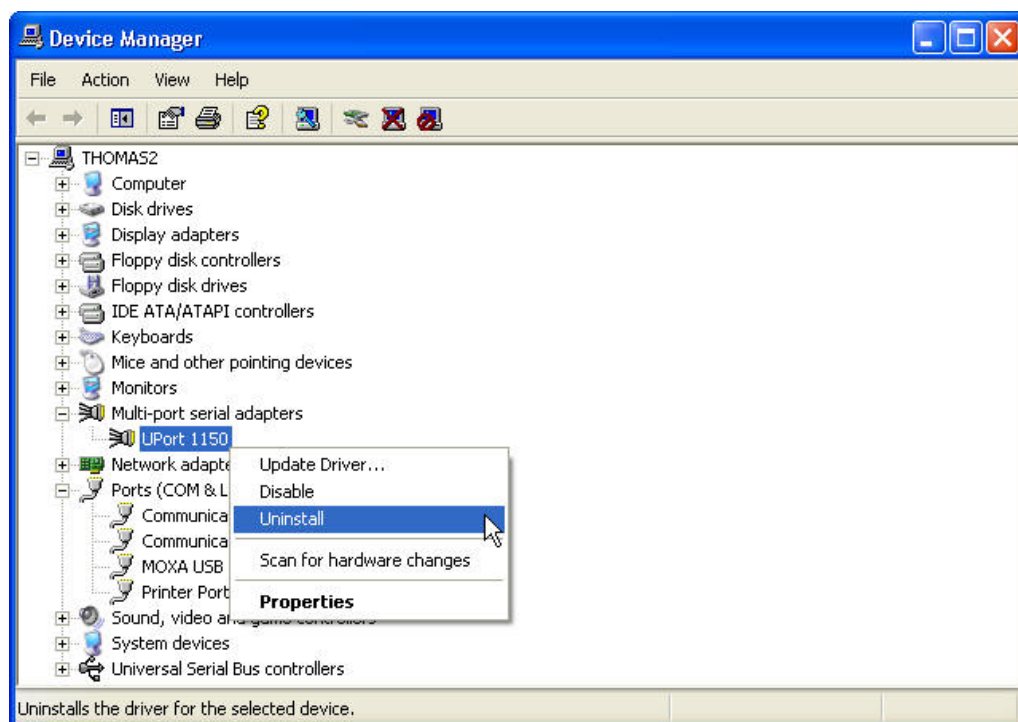 Device Manager
File Action View Help
THOMAS2
Computer
Disk drives
Display adapters
Floppy disk controllers
Floppy disk drives
IDE ATA/ATAPI controllers
Keyboards
Mice and other pointing devices
Monitors
Multi-port serial adapters
UPort 1150
Network adapte
Ports (COM & L
Communica
Communica
MOXA USB
Printer Port
Sound, video and game controllers
System devices
Universal Serial Bus controllers
Update Driver...
Disable
Uninstall
Scan for hardware changes
Properties
Uninstalls the driver for the selected device.